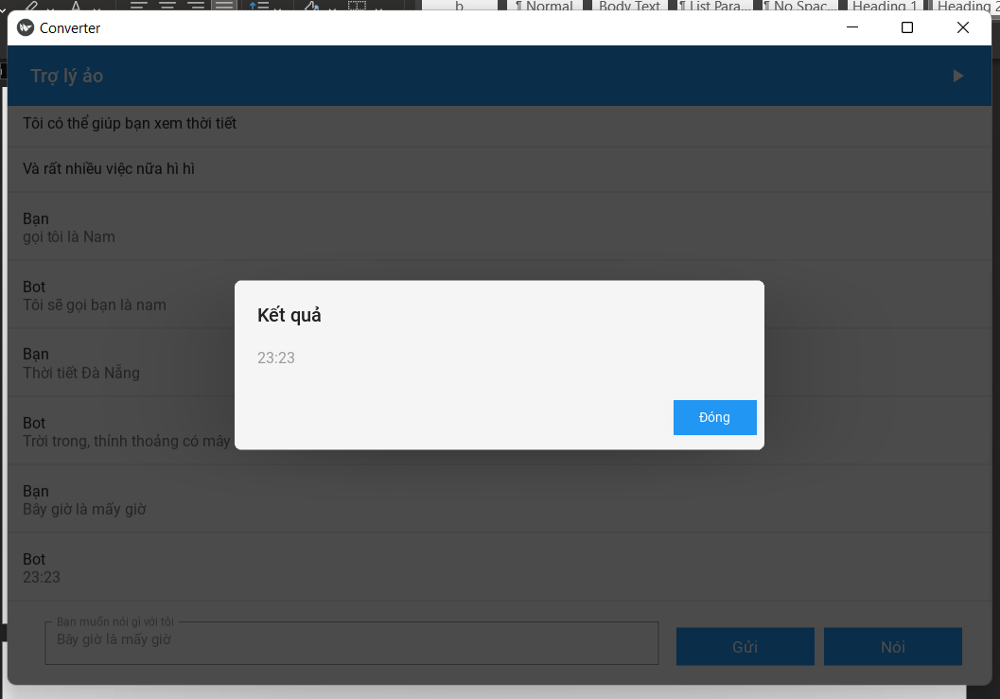 b
¶ Normal
Body Text
¶ List Para...
¶ No Spac...
Heading 1
Heading 2
Converter
Trợ lý ảo
Tôi có thể giúp bạn xem thời tiết
Và rất nhiều việc nữa hì hì
Bạn
gọi tôi là Nam
Bot
Tôi sẽ gọi bạn là nam
Bạn
Thời tiết Đà Nẵng
Bot
Trời trong, thỉnh thoảng có mây
Bạn
Bây giờ là mấy giờ
Bot
23:23
Kết quả
23:23
Đóng
Bạn muốn nói gì với tôi
Bây giờ là mấy giờ
Gửi
Nói